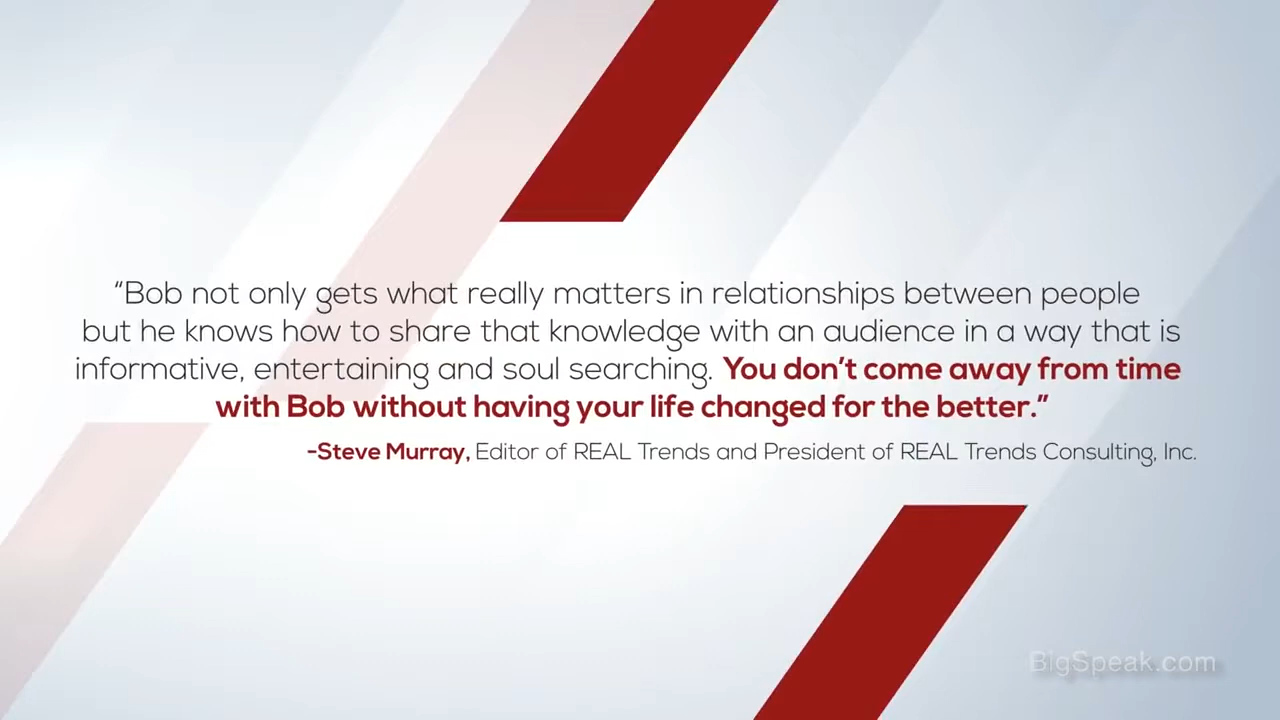 “Bob not only gets what really matters in relationships between people
but he knows how to share that knowledge with an audience in a way that is
informative, entertaining and soul searching. You don’t come away from time
with Bob without having your life changed for the better.”
-Steve Murray, Editor of REAL Trends and President of REAL Trends Consulting, Inc.
BigSpeak.com